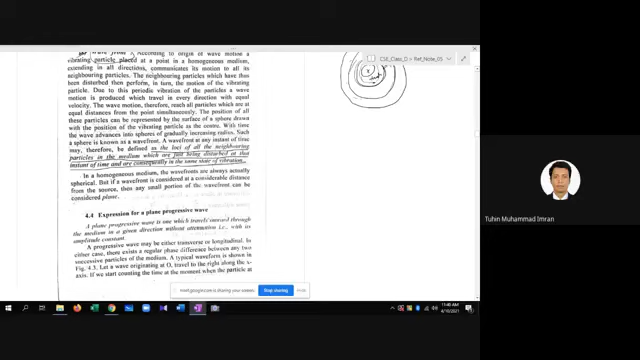 for wave front : According to origin of wave motion a
vibrating particle placed at a point in a homogeneous medium,
extending in all directions, communicates its motion to all its
neighbouring particles. The neighbouring particles which have thus
been disturbed then perform, in turn, the motion of the vibrating
particle. Due to this periodic vibration of the particles a wave
motion is produced which travel in every direction with equal
velocity. The wave motion, therefore, reach all particles which are
at equal distances from the point simultaneously. The position of all
these particles can be represented by the surface of a sphere drawn
with the position of the vibrating particle as the centre. With time
the wave advances into spheres of gradually increasing radius. Such
a sphere is known as a wavefront. A wavefront at any instant of time
may, therefore, be defined as the loci of all the neighbouring
particles in the medium which are just being disturbed at that
instant of time and are consequently in the same state of vibration.
In a homogeneous medium, the wavefronts are always actually
spherical. But if a wavefront is considered at a considerable distance
from the source, then any small portion of the wavefront can be
considered plane.
4.4 Expression for a plane progressive wave
A plane progressive wave is one which travels onward through
the medium in a given direction without attenuation i.e., with its
amplitude constant.
A progressive wave may be either transverse or longitudinal. In
either case, there exists a regular phase difference between any two
successive particles of the medium. A typical waveform is shown in
Fig. 4.3. Let a wave originating at O, travel to the right along the x-
axis. If we start counting the time at the moment when the particle at
CSE_Class_D > Ref_Note_05
meet.google.com is sharing your screen.
Stop sharing
Hide
Tuhin Muhammad Imran
11:40 AM
4/10/2021